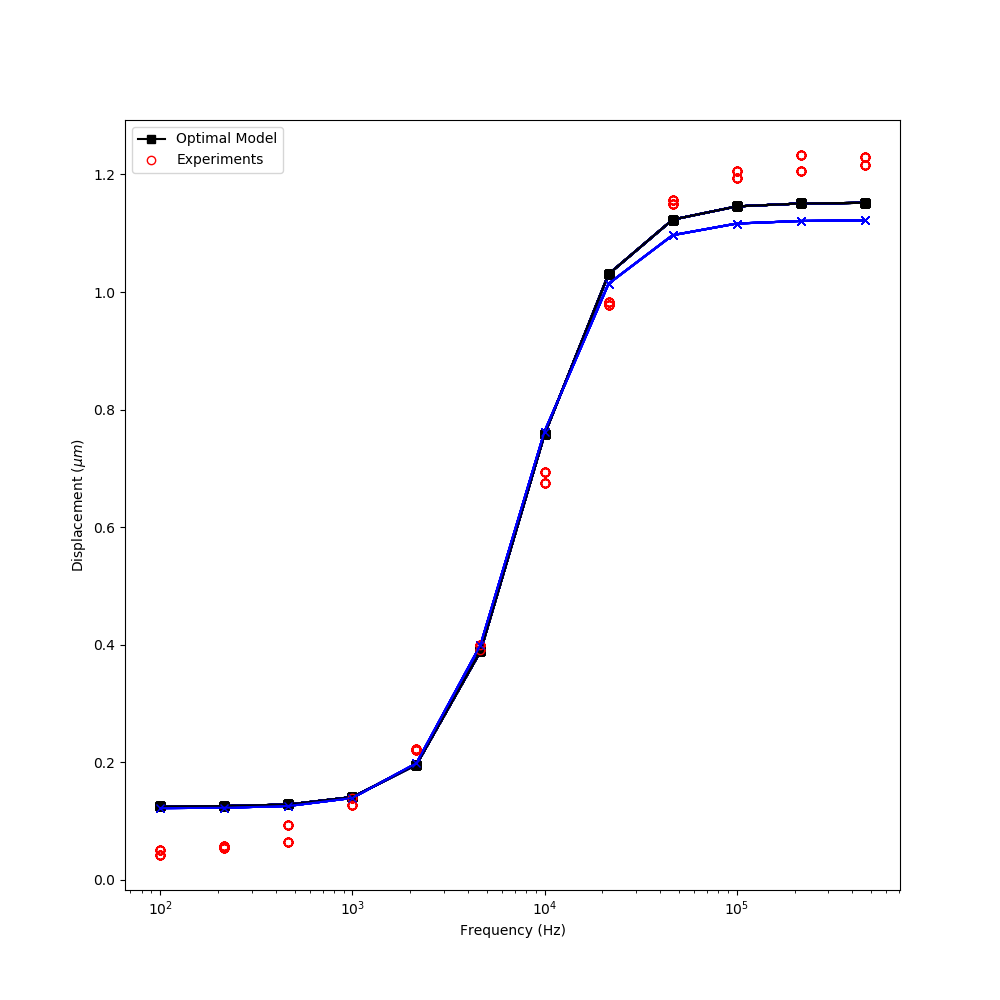 Optimal Model
Experiments
1.2
1.0
0.8
0.6
0.4
0.2
0.0
Displacement (μm)
10²
10³
10⁴
10⁵
Frequency (Hz)